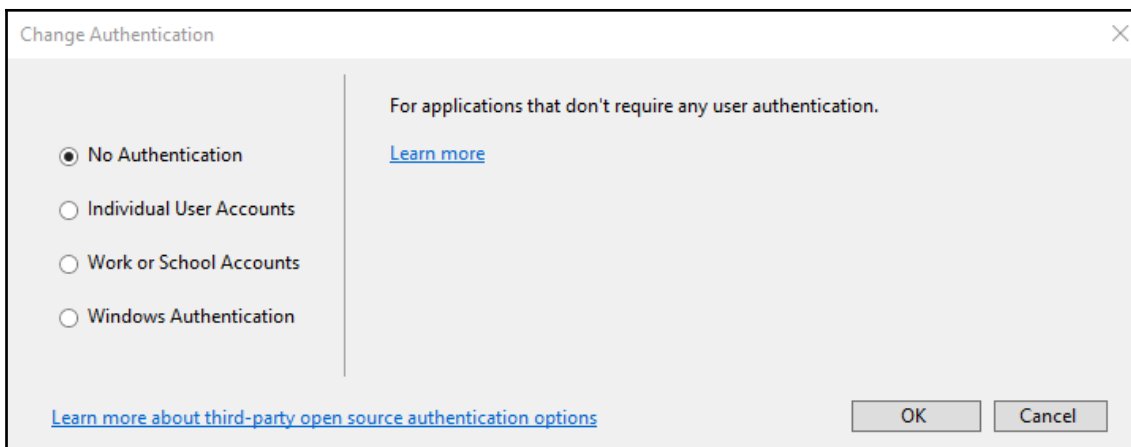 Change Authentication
For applications that don't require any user authentication.
Learn more
No Authentication
Individual User Accounts
Work or School Accounts
Windows Authentication
Learn more about third-party open source authentication options
OK
Cancel